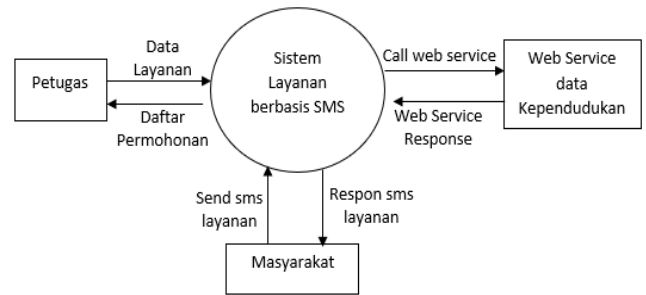 Data
Layanan
Petugas
Daftar
Permohonan
Sistem
Layanan
berbasis SMS
Call web service
Web Service
data
Kependudukan
Web Service
Response
Send sms
layanan
Respon sms
layanan
Masyarakat